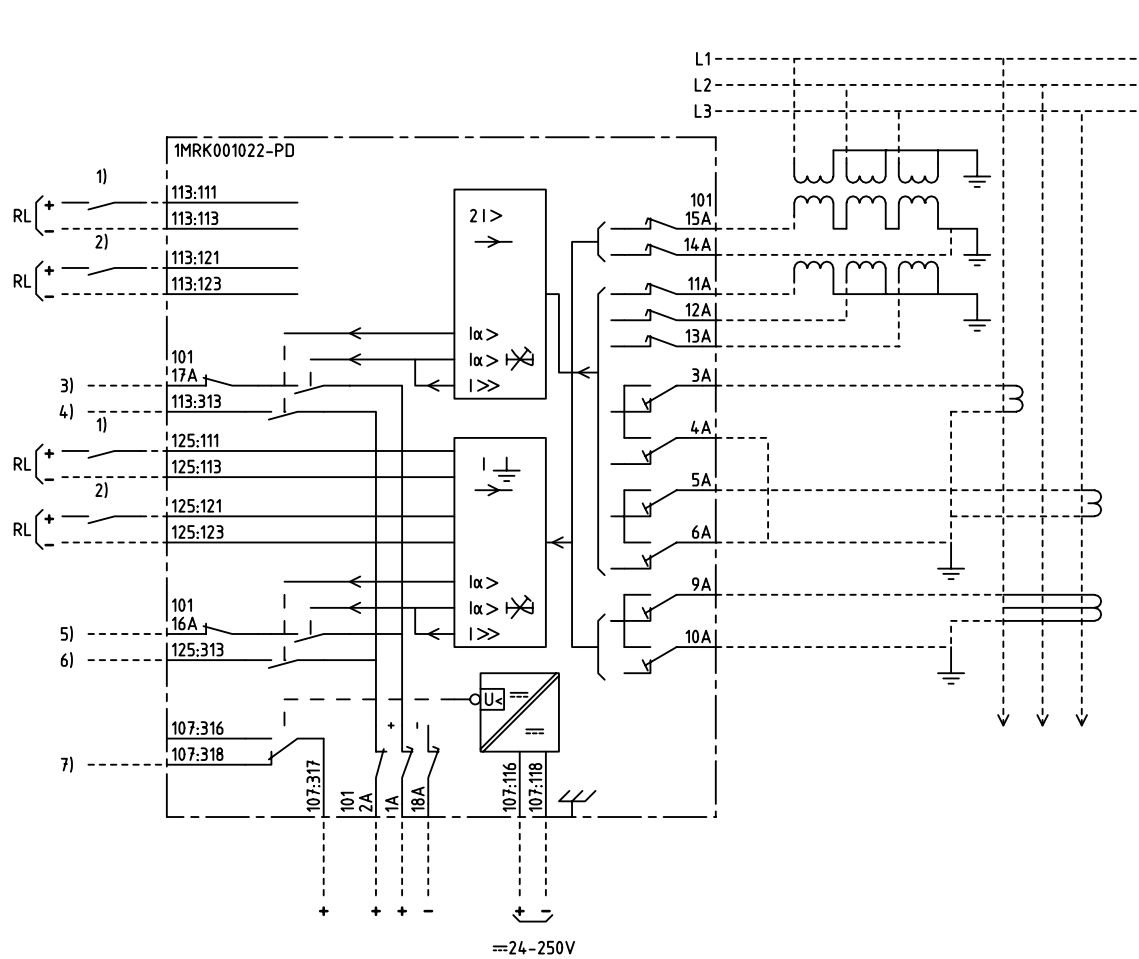 L1
L2
L3
1MRK001022-PD
1)
113:111
RL
+
113:113
−
2)
113:121
RL
+
113:123
−
2 I >
101
15A
14A
11A
12A
13A
Iα >
Iα >
I >>
101
3)
17A
4)
113:313
3A
4A
1)
125:111
RL
+
125:113
−
I
5A
2)
125:121
RL
+
125:123
−
6A
Iα >
Iα >
I >>
101
5)
16A
6)
125:313
9A
10A
U<
107:316
7)
107:318
+
-
107:317
101
2A
1A
18A
107:116
107:118
+
+
+
−
+
−
24-250V